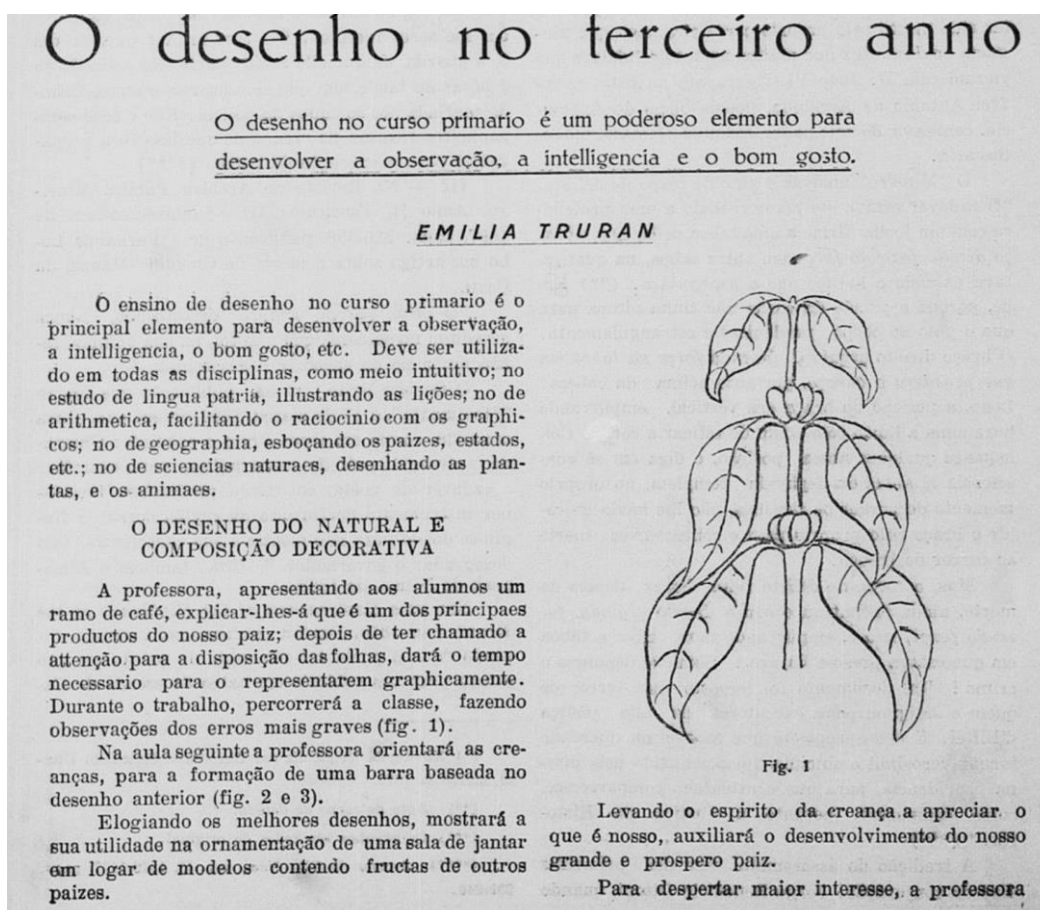 O desenho no terceiro anno
O desenho no curso primario é um poderoso elemento para
desenvolver a observação, a intelligencia e o bom gosto.
EMILIA TRURAN
O ensino de desenho no curso primario é o
principal elemento para desenvolver a observação,
a intelligencia, o bom gosto, etc. Deve ser utiliza-
do em todas as disciplinas, como meio intuitivo; no
estudo de lingua patria, illustrando as lições; no de
arithmetica, facilitando o raciocinio com os graphi-
cos; no de geographia, esboçando os paizes, estados,
etc.; no de sciencias naturaes, desenhando as plan-
tas, e os animaes.
O DESENHO DO NATURAL E
COMPOSIÇÃO DECORATIVA
A professora, apresentando aos alumnos um
ramo de café, explicar-lhes-á que é um dos principaes
productos do nosso paiz; depois de ter chamado a
attenção para a disposição das folhas, dará o tempo
necessario para o representarem graphicamente.
Durante o trabalho, percorrerá a classe, fazendo
observações dos erros mais graves (fig. 1).
Na aula seguinte a professora orientará as cre-
anças, para a formação de uma barra baseada no
desenho anterior (fig. 2 e 3).
Elogiando os melhores desenhos, mostrará a
sua utilidade na ornamentação de uma sala de jantar
em logar de modelos contendo fructas de outros
paizes.
Fig. 1
Levando o espirito da creança a apreciar o
que é nosso, auxiliará o desenvolvimento do nosso
grande e prospero paiz.
Para despertar maior interesse, a professora